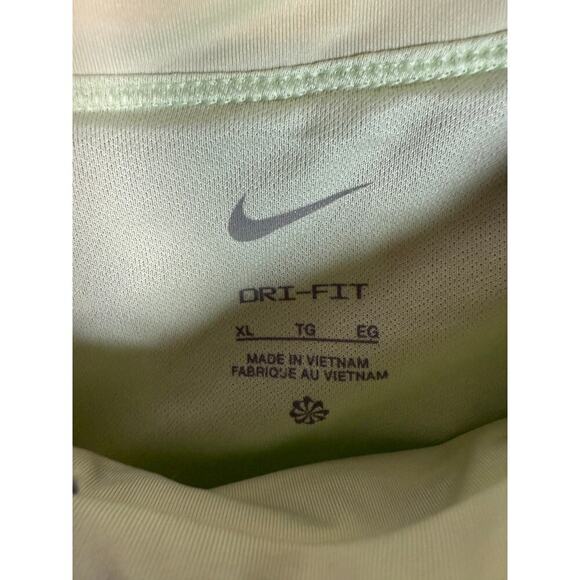 DRI-FIT
XL TG EG
MADE IN VIETNAM
FABRIQUE AU VIETNAM